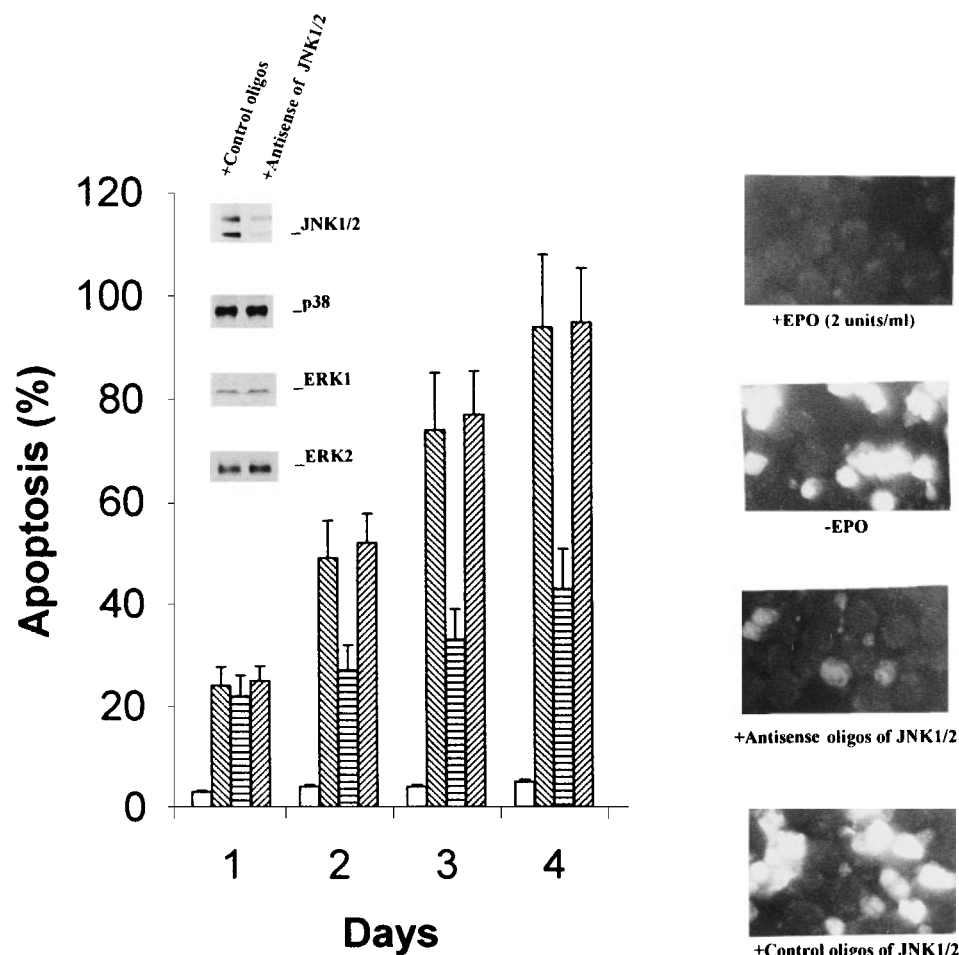 +Control oligos
+Antisense of JNK1/2
120
100
80
60
40
20
0
Apoptosis (%)
_JNK1/2
_p38
_ERK1
_ERK2
1 2 3 4
Days
+EPO (2 units/ml)
-EPO
+Antisense oligos of JNK1/2
+Control oligos of JNK1/2